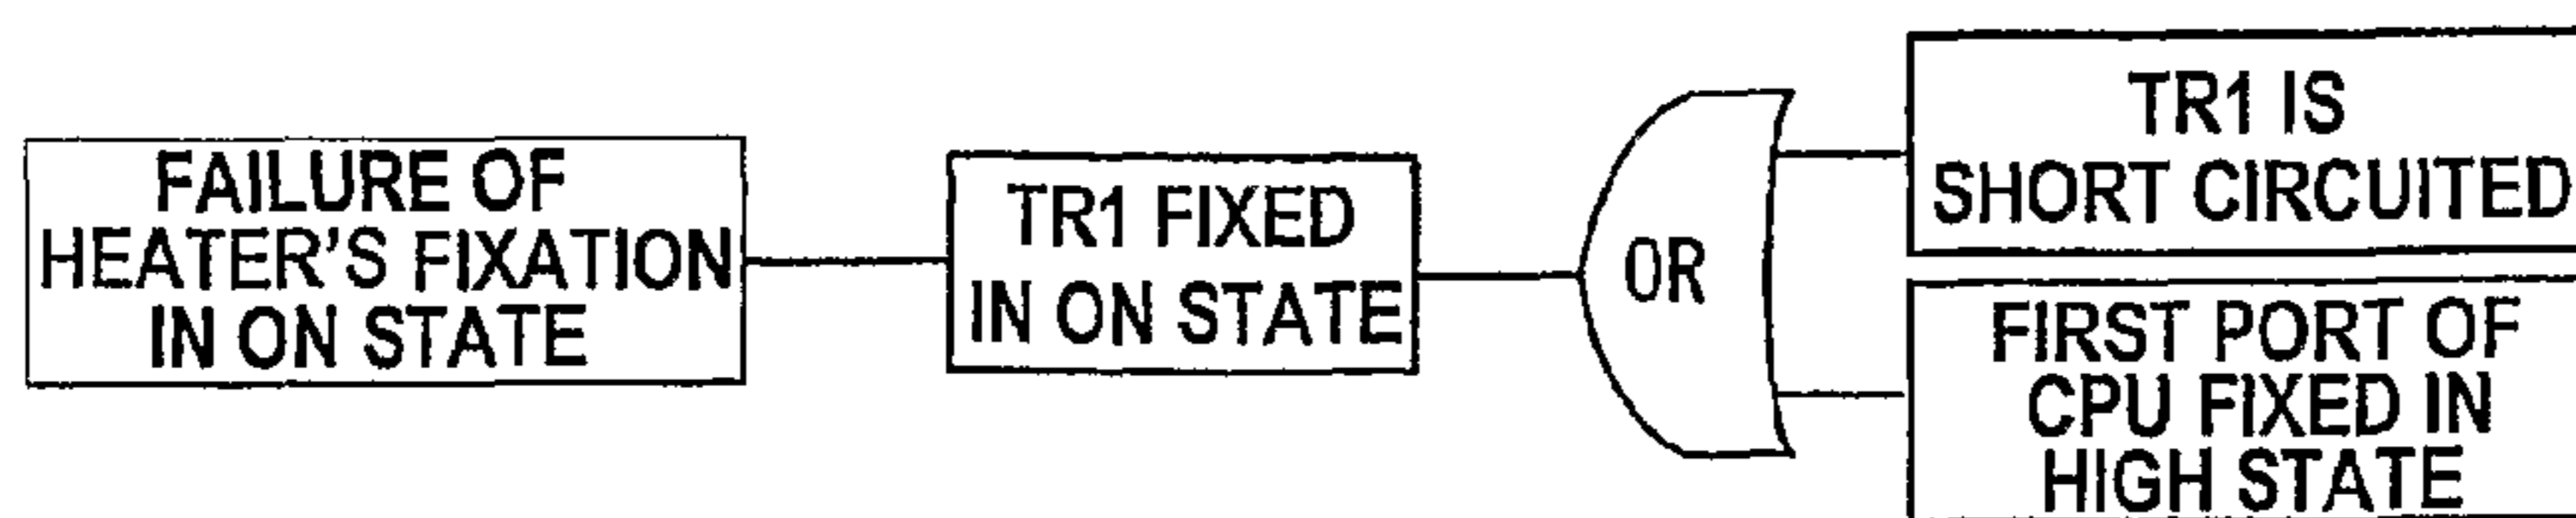 FAILURE OF
HEATER'S FIXATION
IN ON STATE
TR1 FIXED
IN ON STATE
OR
TR1 IS
SHORT CIRCUITED
FIRST PORT OF
CPU FIXED IN
HIGH STATE